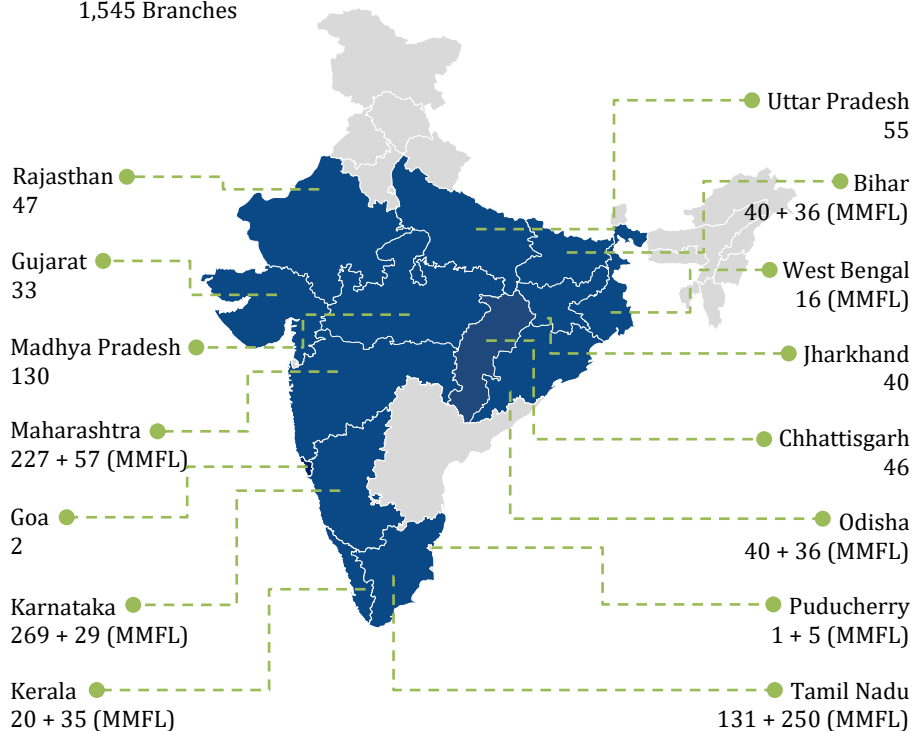 1,545 Branches
Rajasthan
47
Gujarat
33
Madhya Pradesh
130
Maharashtra
227 + 57 (MMFL)
Goa
2
Karnataka
269 + 29 (MMFL)
Kerala
20 + 35 (MMFL)
Uttar Pradesh
55
Bihar
40 + 36 (MMFL)
West Bengal
16 (MMFL)
Jharkhand
40
Chhattisgarh
46
Odisha
40 + 36 (MMFL)
Puducherry
1 + 5 (MMFL)
Tamil Nadu
131 + 250 (MMFL)